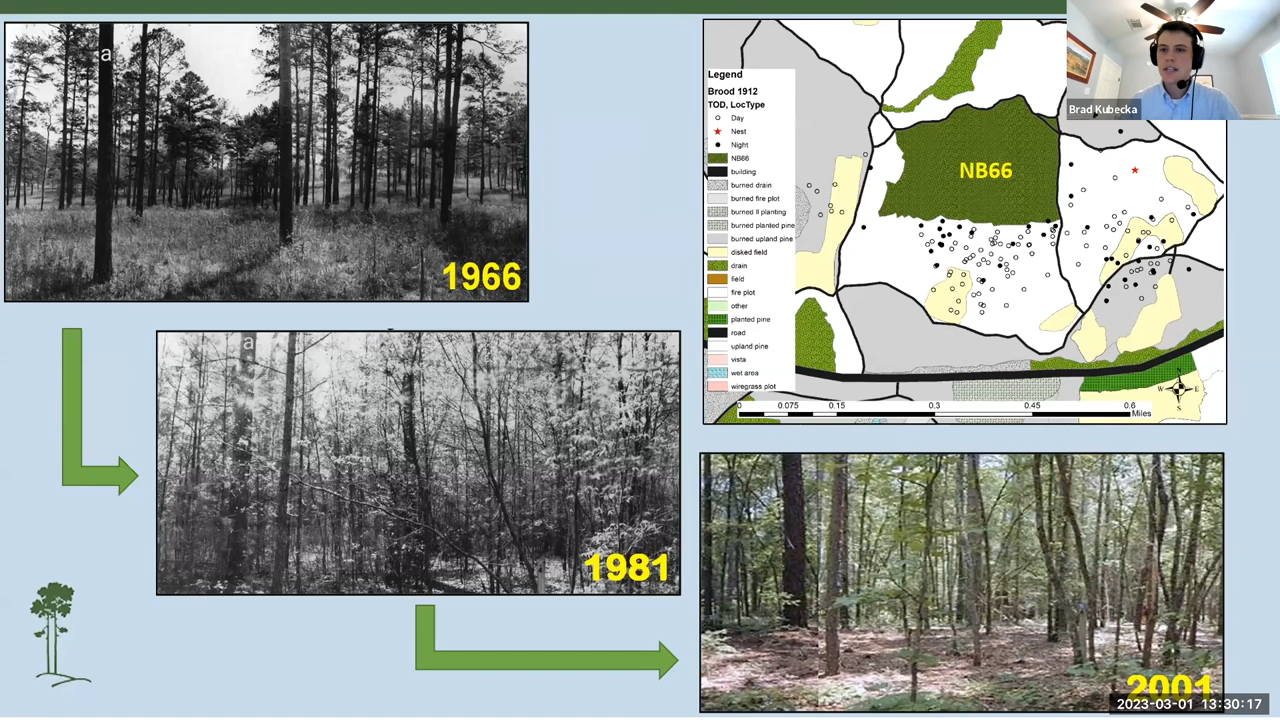 a
1966
Legend
Brood 1912
TOD, LocType
Day
Nest
Night
NB66
building
burned drain
burned fire plot
burned ll planting
burned planted pine
burned upland pine
disked field
drain
field
fire plot
other
planted pine
road
upland pine
vista
wet area
wiregrass plot
NB66
N
W E
S
0 0.075 0.15 0.3 0.45 0.6
Miles
Brad Kubecka
a
1981
2001
2023-03-01 13:30:17